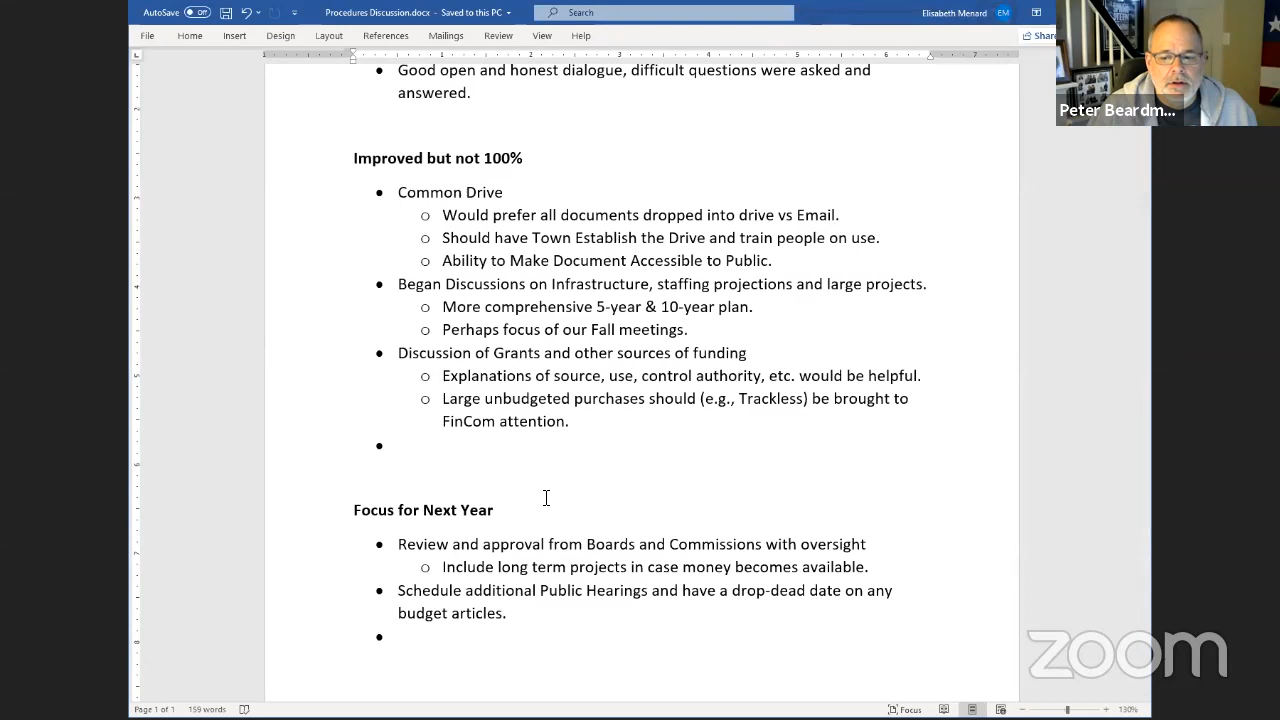 AutoSave Off Procedures Discussion.docx - Saved to this PC Search Elisabeth Menard EM
File Home Insert Design Layout References Mailings Review View Help Share
1 1 2 3 4 5 6 7
• Good open and honest dialogue, difficult questions were asked and
answered.
Improved but not 100%
• Common Drive
o Would prefer all documents dropped into drive vs Email.
o Should have Town Establish the Drive and train people on use.
o Ability to Make Document Accessible to Public.
• Began Discussions on Infrastructure, staffing projections and large projects.
o More comprehensive 5-year & 10-year plan.
o Perhaps focus of our Fall meetings.
• Discussion of Grants and other sources of funding
o Explanations of source, use, control authority, etc. would be helpful.
o Large unbudgeted purchases should (e.g., Trackless) be brought to
FinCom attention.
•
Focus for Next Year
• Review and approval from Boards and Commissions with oversight
o Include long term projects in case money becomes available.
• Schedule additional Public Hearings and have a drop-dead date on any
budget articles.
•
Page 1 of 1 159 words Focus 130%
Peter Beardm...
zoom